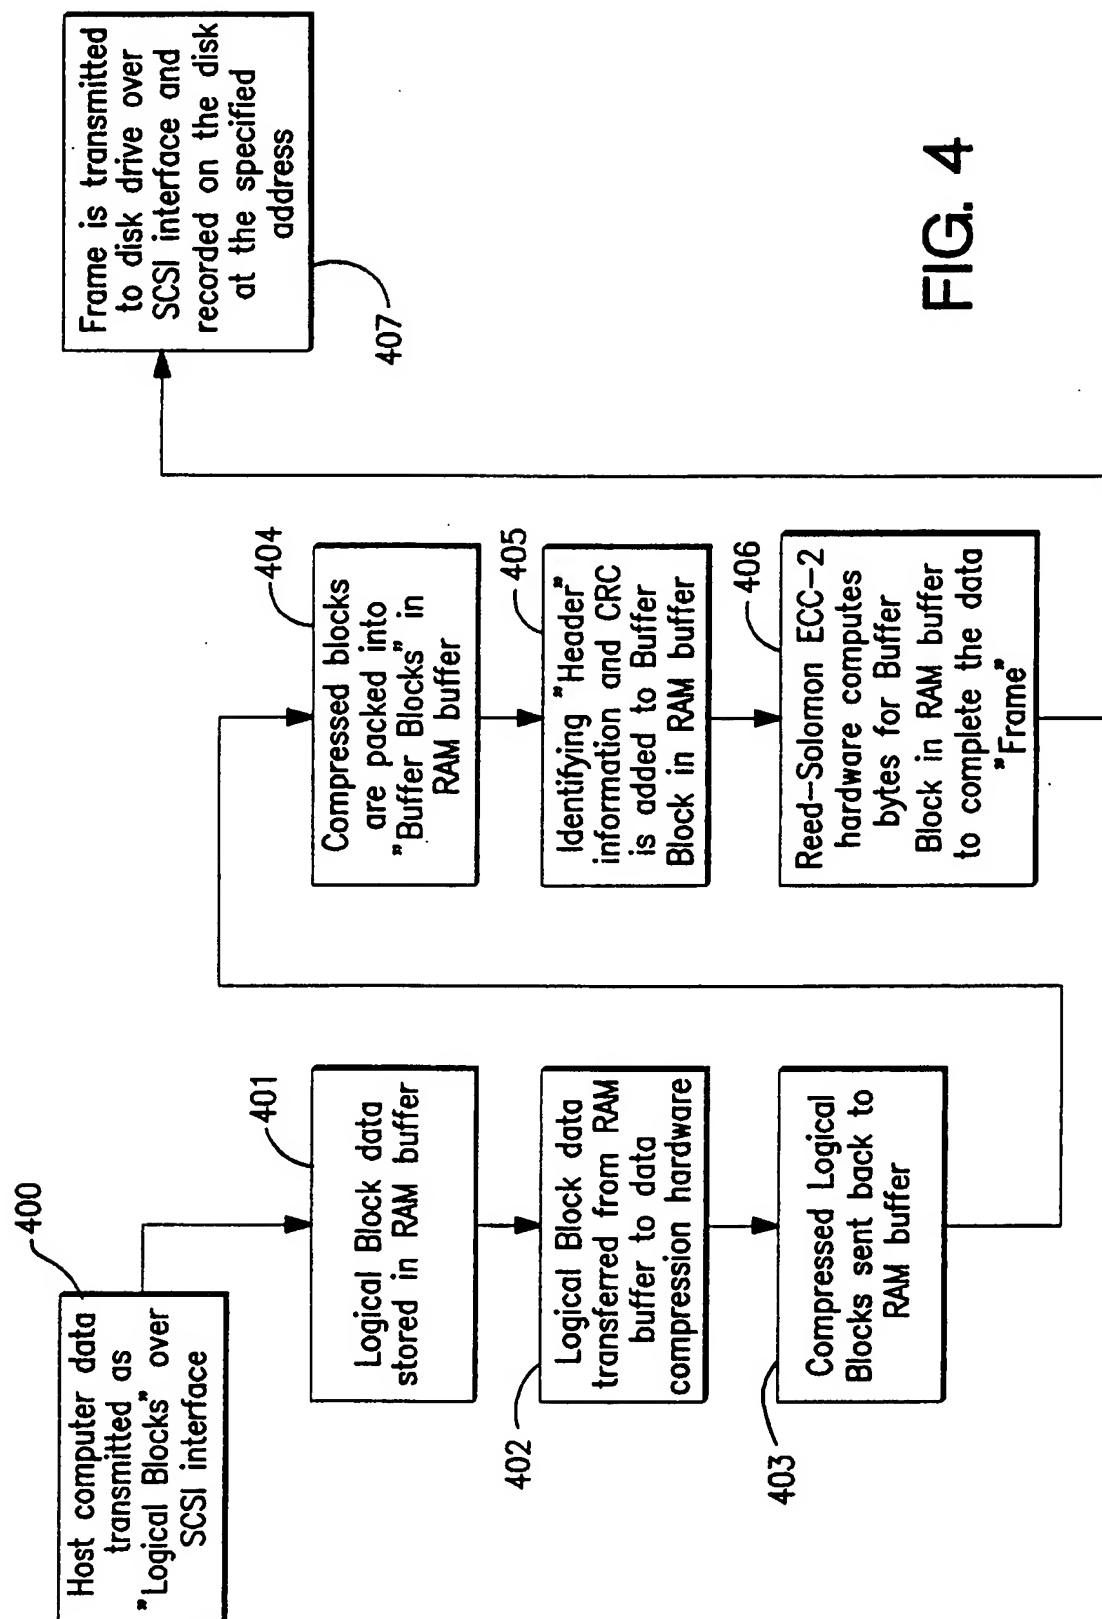 400
Host computer data
transmitted as
"Logical Blocks" over
SCSI interface
401
Logical Block data
stored in RAM buffer
402
Logical Block data
transferred from RAM
buffer to data
compression hardware
403
Compressed Logical
Blocks sent back to
RAM buffer
404
Compressed blocks
are packed into
"Buffer Blocks" in
RAM buffer
405
Identifying "Header"
information and CRC
is added to Buffer
Block in RAM buffer
406
Reed-Solomon ECC-2
hardware computes
bytes for Buffer
Block in RAM buffer
to complete the data
"Frame"
Frame is transmitted
to disk drive over
SCSI interface and
recorded on the disk
at the specified
address
407
FIG. 4